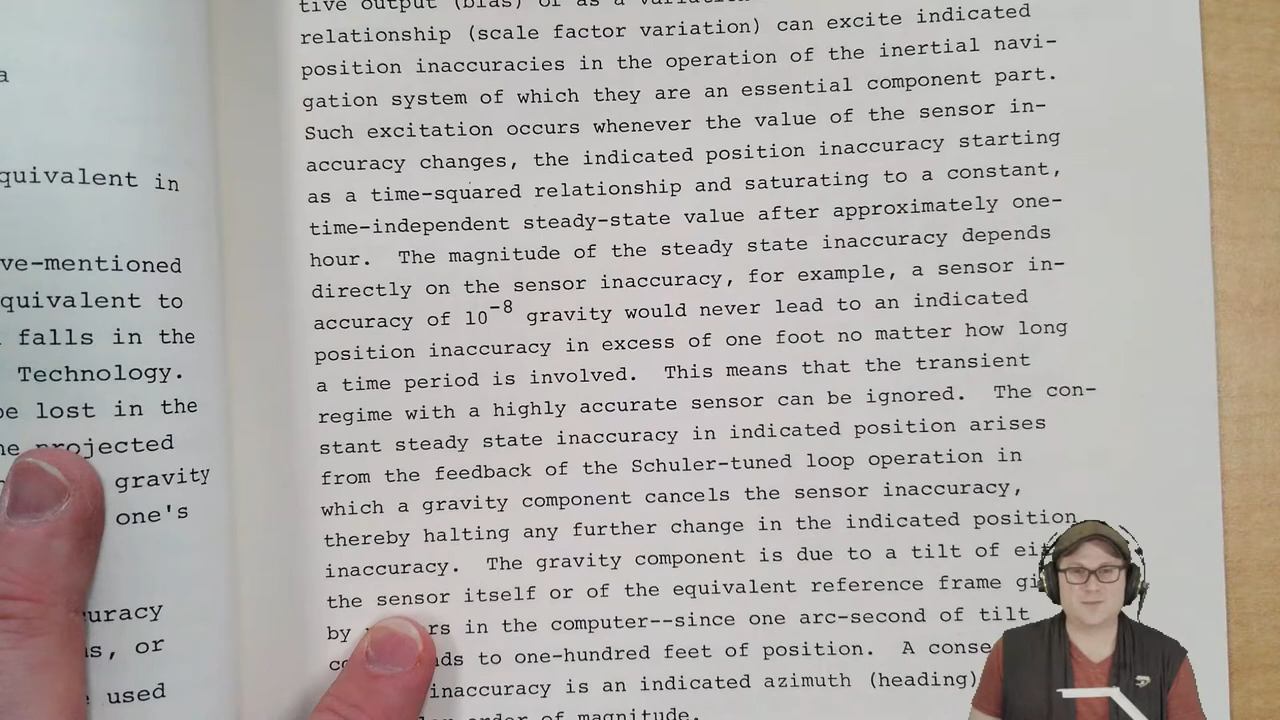 a
quivalent in
ve-mentioned
quivalent to
falls in the
Technology.
be lost in the
projected
gravity
one's
uracy
or
used
tive output (bias) or as a
relationship (scale factor variation) can excite indicated
position inaccuracies in the operation of the inertial navi-
gation system of which they are an essential component part.
Such excitation occurs whenever the value of the sensor in-
accuracy changes, the indicated position inaccuracy starting
as a time-squared relationship and saturating to a constant,
time-independent steady-state value after approximately one-
hour. The magnitude of the steady state inaccuracy depends
directly on the sensor inaccuracy, for example, a sensor in-
accuracy of 10⁻⁸ gravity would never lead to an indicated
position inaccuracy in excess of one foot no matter how long
a time period is involved. This means that the transient
regime with a highly accurate sensor can be ignored. The con-
stant steady state inaccuracy in indicated position arises
from the feedback of the Schuler-tuned loop operation in
which a gravity component cancels the sensor inaccuracy,
thereby halting any further change in the indicated position
inaccuracy. The gravity component is due to a tilt of
the sensor itself or of the equivalent reference frame
by in the computer--since one arc-second of tilt
to one-hundred feet of position. A
inaccuracy is an indicated azimuth (heading)
order of magnitude.